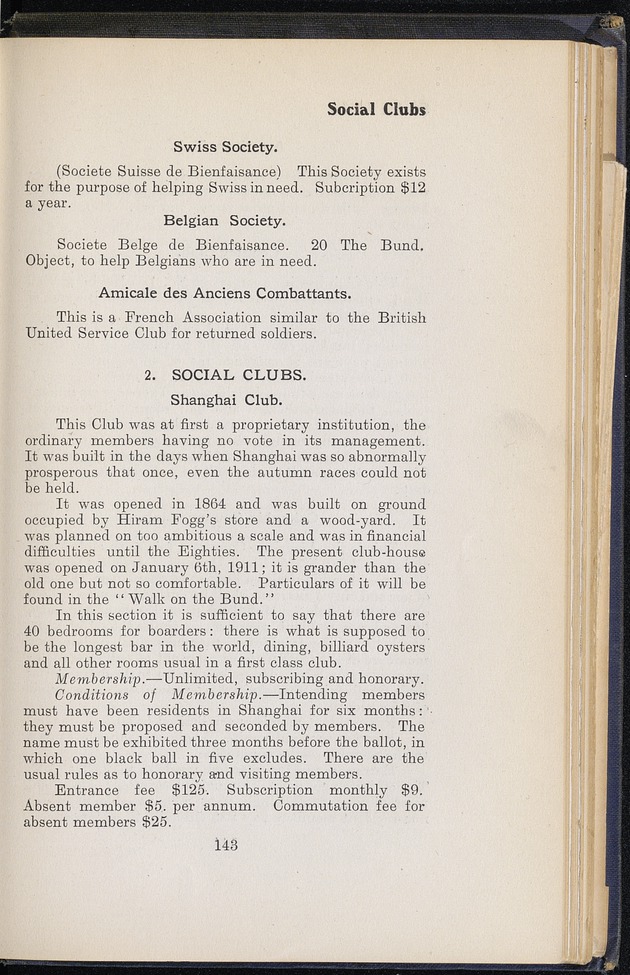 Social Clubs
Swiss Society.
(Societe Suisse de Bienfaisance) This Society exists
for the purpose of helping Swiss in need. Subcription $12
a year.
Belgian Society.
Societe Belge de Bienfaisance. 20 The Bund.
Object, to help Belgians who are in need.
Amicale des Anciens Combattants.
This is a French Association similar to the British
United Service Club for returned soldiers.
2. SOCIAL CLUBS.
Shanghai Club.
This Club was at first a proprietary institution, the
ordinary members having no vote in its management.
It was built in the days when Shanghai was so abnormally
prosperous that once, even the autumn races could not
be held.
It was opened in 1864 and was built on ground
occupied by Hiram Fogg's store and a wood-yard. It
was planned on too ambitious a scale and was in financial
difficulties until the Eighties. The present club-house
was opened on January 6th, 1911; it is grander than the
old one but not so comfortable. Particulars of it will be
found in the "Walk on the Bund."
In this section it is sufficient to say that there are
40 bedrooms for boarders: there is what is supposed to
be the longest bar in the world, dining, billiard oysters
and all other rooms usual in a first class club.
Membership.—Unlimited, subscribing and honorary.
Conditions of Membership.—Intending members
must have been residents in Shanghai for six months:
they must be proposed and seconded by members. The
name must be exhibited three months before the ballot, in
which one black ball in five excludes. There are the
usual rules as to honorary and visiting members.
Entrance fee $125. Subscription monthly $9.
Absent member $5. per annum. Commutation fee for
absent members $25.
143